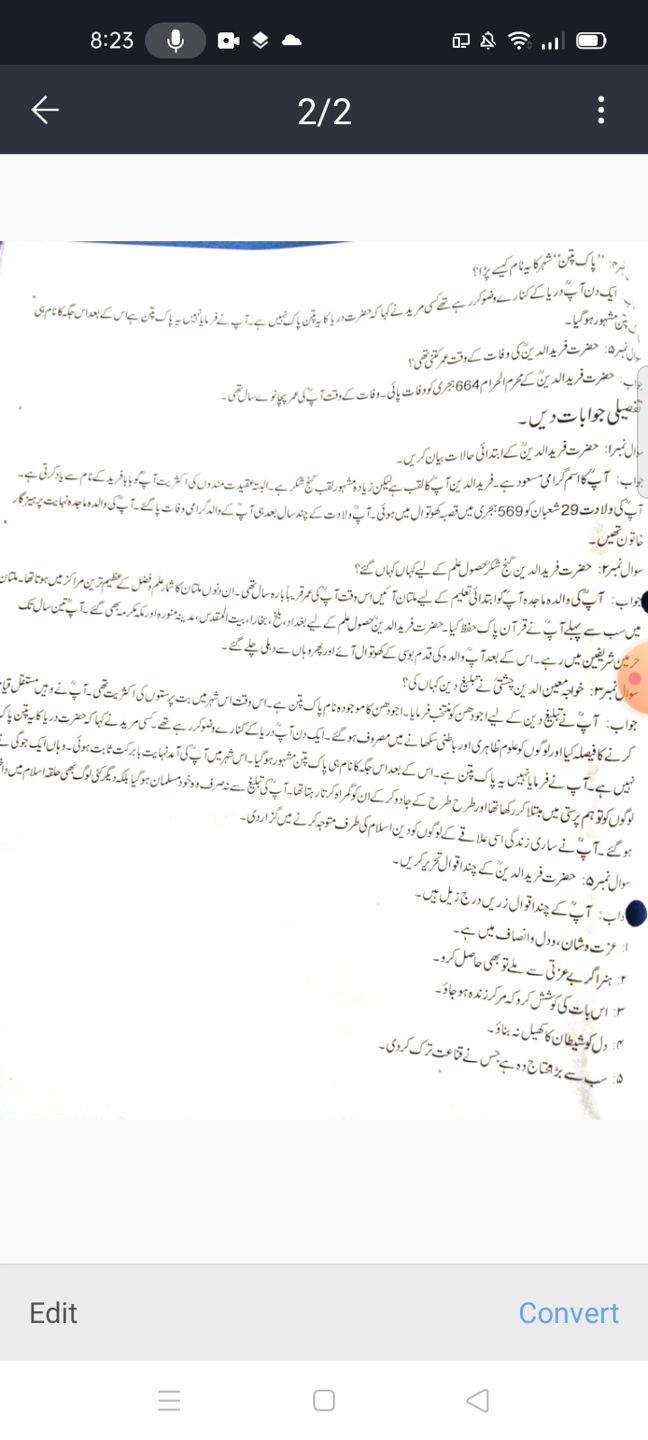 8:23
2/2
"پاک پتن" شہر کا یہ نام کیسے پڑا؟
ایک دن آپؒ دریا کے کنارے وضو کر رہے تھے کسی مرید نے کہا کہ حضرت دریا کا یہ پتن پاک نہیں ہے۔ آپ نے فرمایا نہیں یہ پاک پتن ہے اس کے بعد اس جگہ کا نام ہی
پتن مشہور ہو گیا۔
سوال نمبر۵: حضرت فرید الدینؒ کی وفات کے وقت عمر کتنی تھی؟
جواب: حضرت فرید الدینؒ کے محرم الحرام 664 ہجری کو وفات پائی۔ وفات کے وقت آپؒ کی عمر پچانوے سال تھی۔
تفصیلی جوابات دیں۔
سوال نمبر۱: حضرت فرید الدینؒ کے ابتدائی حالات بیان کریں۔
جواب: آپؒ کا اسم گرامی مسعود ہے۔ فرید الدین آپؒ کا لقب ہے لیکن زیادہ مشہور لقب گنج شکر ہے۔ البتہ عقیدت مندوں کی اکثریت آپؒ کو بابا فرید کے نام سے یاد کرتی ہے۔
آپؒ کی ولادت 29 شعبان کو 569 ہجری میں قصبہ کھوتوال میں ہوئی۔ آپؒ ولادت کے چند سال بعد ہی آپؒ کے والد گرامی وفات پا گئے۔ آپؒ کی والدہ ماجدہ نہایت پرہیز گار
خاتون تھیں۔
سوال نمبر۲: حضرت فرید الدین گنج شکرؒ حصول علم کے لیے کہاں کہاں گئے؟
جواب: آپؒ کی والدہ ماجدہ آپؒ کو ابتدائی تعلیم کے لیے ملتان آئیں اس وقت آپؒ کی عمر قریباً بارہ سال تھی۔ ان دنوں ملتان کا شمار علم فضل کے عظیم ترین مراکز میں ہوتا تھا۔ ملتان
میں سب سے پہلے آپؒ نے قرآن پاک حفظ کیا۔ حضرت فرید الدینؒ حصول علم کے لیے بغداد، بلخ، بخارا، بیت المقدس، مدینہ منورہ اور مکہ مکرمہ بھی گئے۔ آپؒ تین سال تک
حرمین شریفین میں رہے۔ اس کے بعد آپؒ والدہ کی قدم بوسی کے کھوتوال آئے اور پھر وہاں سے دہلی چلے گئے۔
سوال نمبر۳: خواجہ معین الدین چشتیؒ نے تبلیغ دین کہاں کی؟
جواب: آپؒ نے تبلیغ دین کے لیے اجودھن کو منتخب فرمایا۔ اجودھن کا موجودہ نام پاک پتن ہے۔ اس وقت اس شہر میں بت پرستوں کی اکثریت تھی۔ آپؒ نے وہیں مستقل قیام
کرنے کا فیصلہ کیا اور لوگوں کو علوم ظاہری اور باطنی سکھانے میں مصروف ہو گئے۔ ایک دن آپؒ دریا کے کنارے وضو کر رہے تھے۔ کسی مرید نے کہا کہ حضرت دریا کا یہ پتن پاک
نہیں ہے۔ آپ نے فرمایا نہیں یہ پاک پتن ہے۔ اس کے بعد اس جگہ کا نام ہی پاک پتن مشہور ہو گیا۔ اس شہر میں آپؒ کی آمد نہایت بابرکت ثابت ہوئی۔ وہاں ایک جوگی نے
لوگوں کو توہم پرستی میں مبتلا کر رکھا تھا اور طرح طرح کے جادو کر کے ان کو گمراہ کرتا رہتا تھا۔ آپؒ کی تبلیغ سے نہ صرف وہ خود مسلمان ہو گیا بلکہ دیگر کئی لوگ بھی حلقہ اسلام میں
ہو گئے۔ آپؒ نے ساری زندگی اسی علاقے کے لوگوں کو دین اسلام کی طرف متوجہ کرنے میں گزار دی۔
سوال نمبر۵: حضرت فرید الدینؒ کے چند اقوال تحریر کریں۔
جواب: آپؒ کے چند اقوال زریں درج زیل ہیں۔
۱: عزت و شان، و دل و انصاف میں ہے۔
۲: ہنر اگر بے عزتی سے ملے تو بھی حاصل کرو۔
۳: اس بات کی کوشش کرو کہ مر کر زندہ ہو جاؤ۔
۴: دل کو شیطان کا کھیل نہ بناؤ۔
۵: سب سے بڑا محتاج وہ ہے جس نے قناعت ترک کر دی۔
Edit
Convert